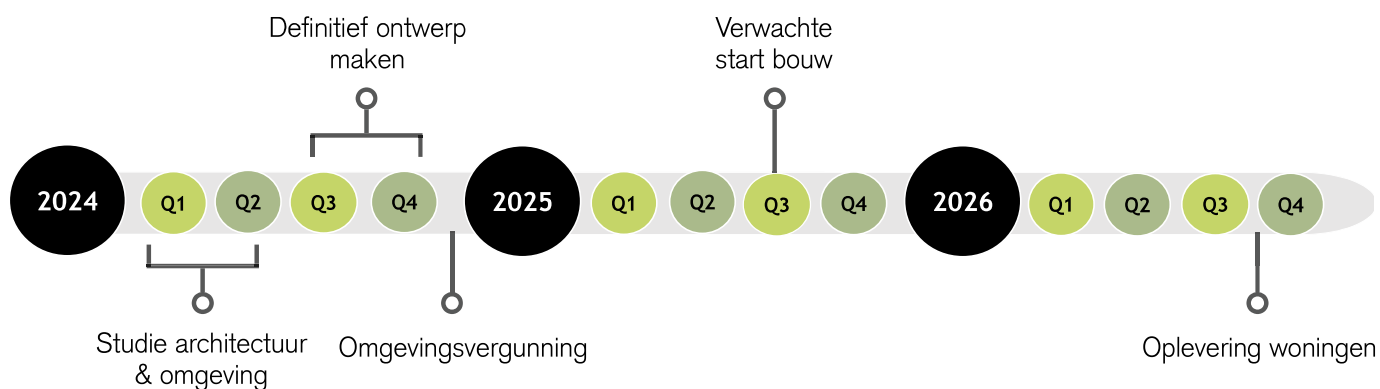 Definitief ontwerp
maken
Verwachte
start bouw
2024 Q1 Q2 Q3 Q4 2025 Q1 Q2 Q3 Q4 2026 Q1 Q2 Q3 Q4
Studie architectuur
& omgeving
Omgevingsvergunning
Oplevering woningen